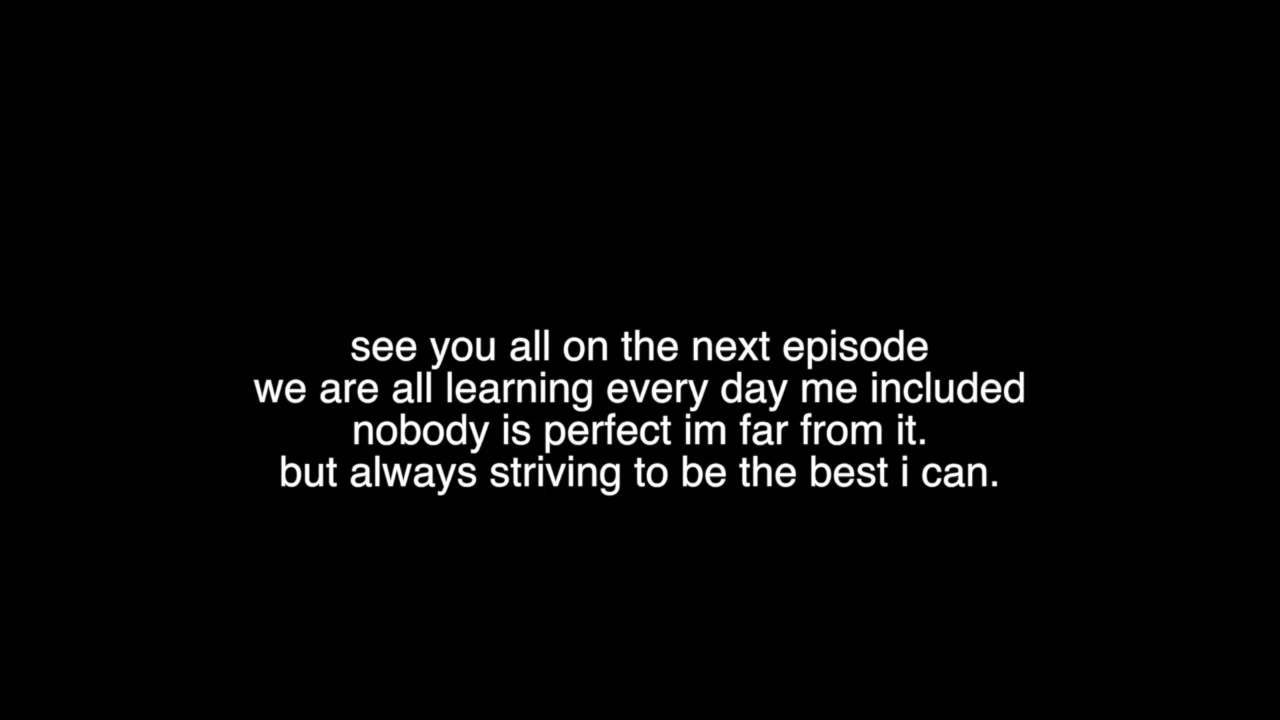 see you all on the next episode
we are all learning every day me included
nobody is perfect im far from it.
but always striving to be the best i can.